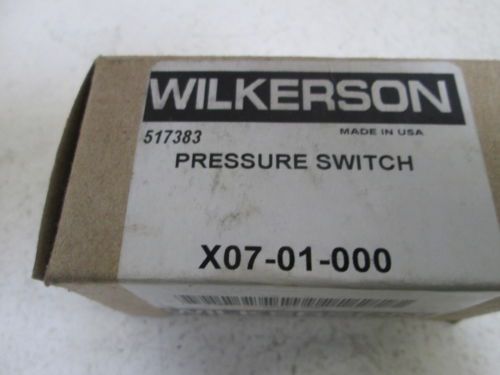 WILKERSON
517383
MADE IN USA
PRESSURE SWITCH
X07-01-000